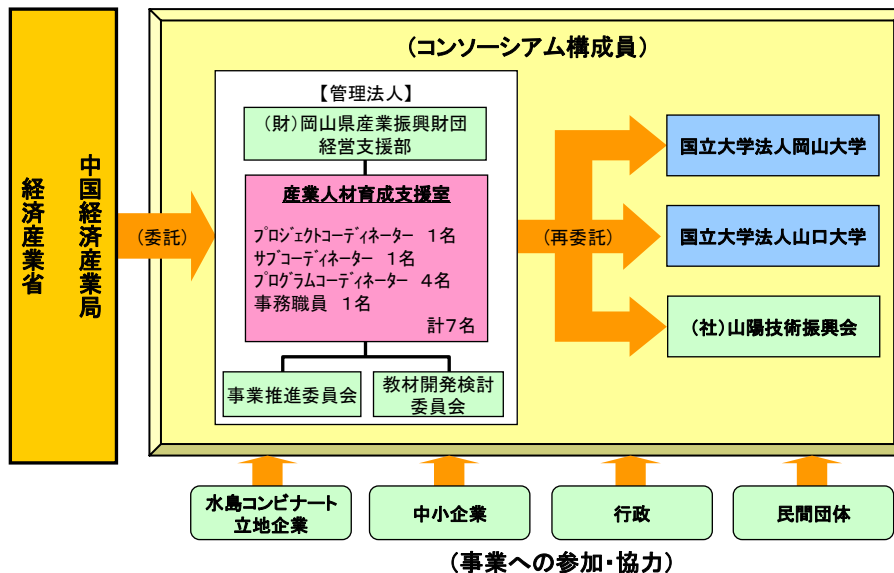 経済産業省
中国経済産業局
(委託)
(コンソーシアム構成員)
【管理法人】
(財)岡山県産業振興財団
経営支援部
産業人材育成支援室
プロジェクトコーディネーター 1名
サブコーディネーター 1名
プログラムコーディネーター 4名
事務職員 1名
計7名
事業推進委員会
教材開発検討
委員会
(再委託)
国立大学法人岡山大学
国立大学法人山口大学
(社)山陽技術振興会
水島コンビナート
立地企業
中小企業
行政
民間団体
(事業への参加・協力)